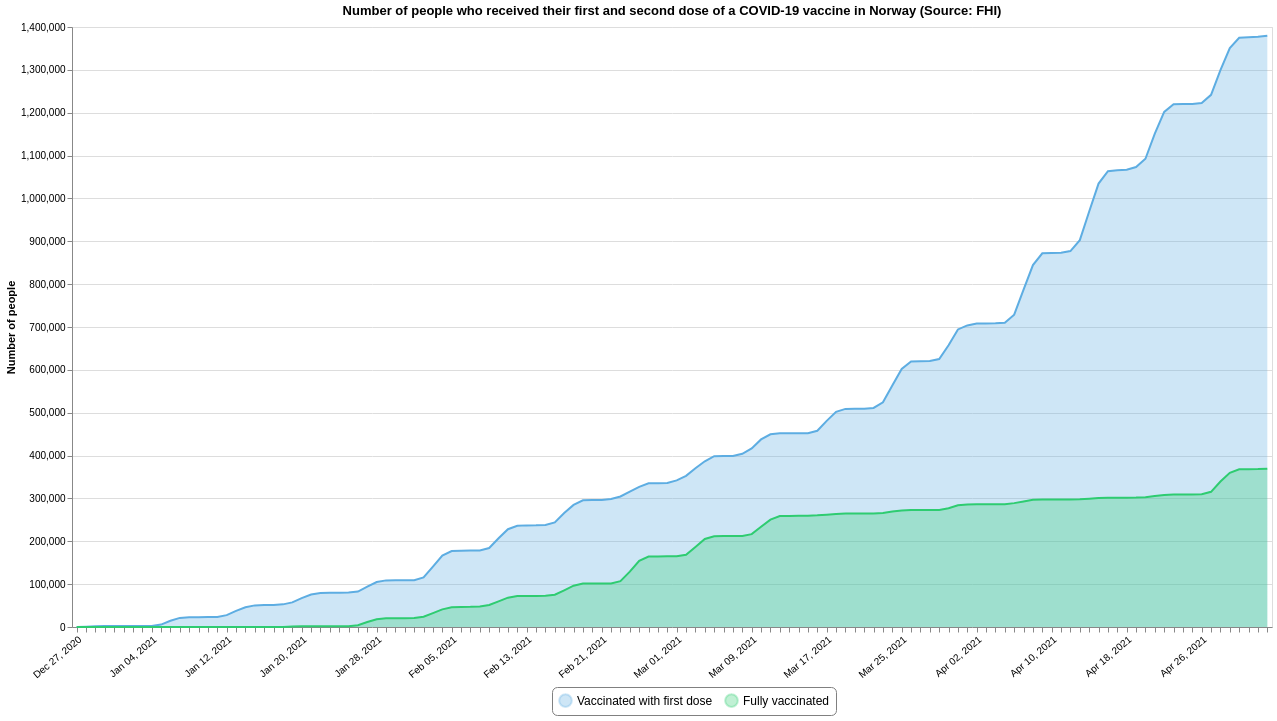 Number of people who received their first and second dose of a COVID-19 vaccine in Norway (Source: FHI)
Number of people
1,400,000
1,300,000
1,200,000
1,100,000
1,000,000
900,000
800,000
700,000
600,000
500,000
400,000
300,000
200,000
100,000
0
Dec 27, 2020
Jan 04, 2021
Jan 12, 2021
Jan 20, 2021
Jan 28, 2021
Feb 05, 2021
Feb 13, 2021
Feb 21, 2021
Mar 01, 2021
Mar 09, 2021
Mar 17, 2021
Mar 25, 2021
Apr 02, 2021
Apr 10, 2021
Apr 18, 2021
Apr 26, 2021
Vaccinated with first dose
Fully vaccinated